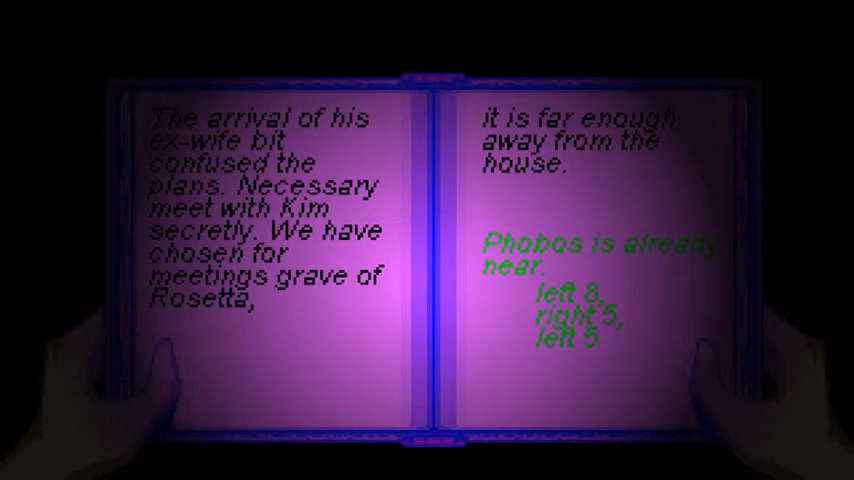 The arrival of his
ex-wife bit
confused the
plans. Necessary
meet with Kim
secretly. We have
chosen for
meetings grave of
Rosetta,
it is far enough
away from the
house.
Phobos is already
near.
left 8,
right 5,
left 5